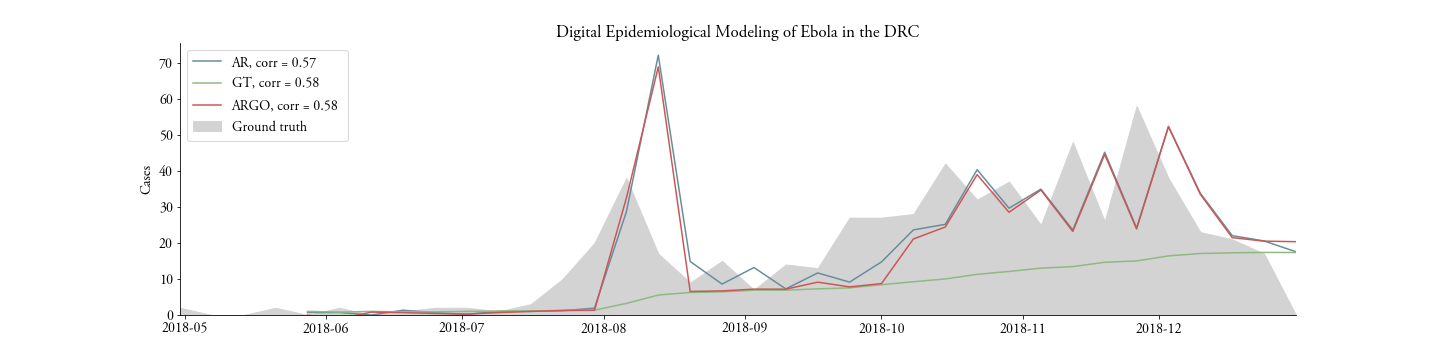 Digital Epidemiological Modeling of Ebola in the DRC
AR, corr = 0.57
GT, corr = 0.58
ARGO, corr = 0.58
Ground truth
Cases
70
60
50
40
30
20
10
0
2018-05 2018-06 2018-07 2018-08 2018-09 2018-10 2018-11 2018-12